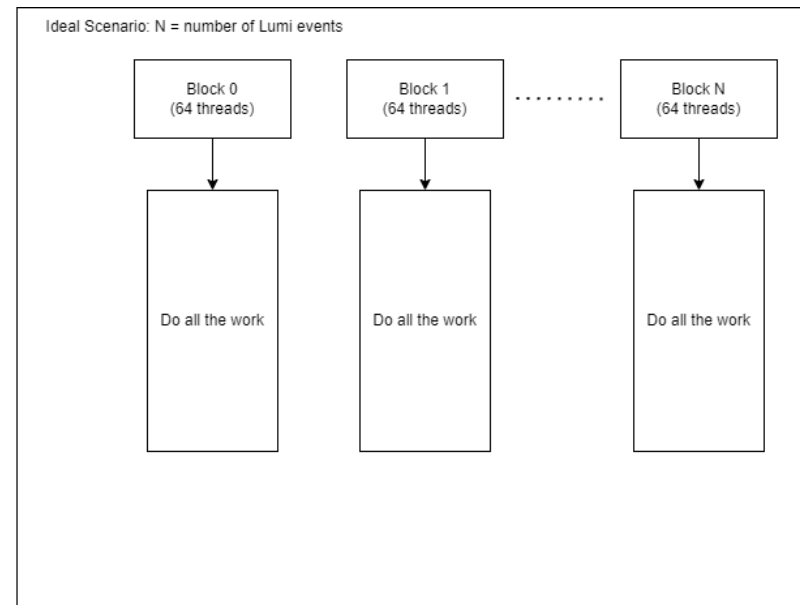 Ideal Scenario: N = number of Lumi events
Block 0
(64 threads)
Block 1
(64 threads)
.........
Block N
(64 threads)
Do all the work
Do all the work
Do all the work